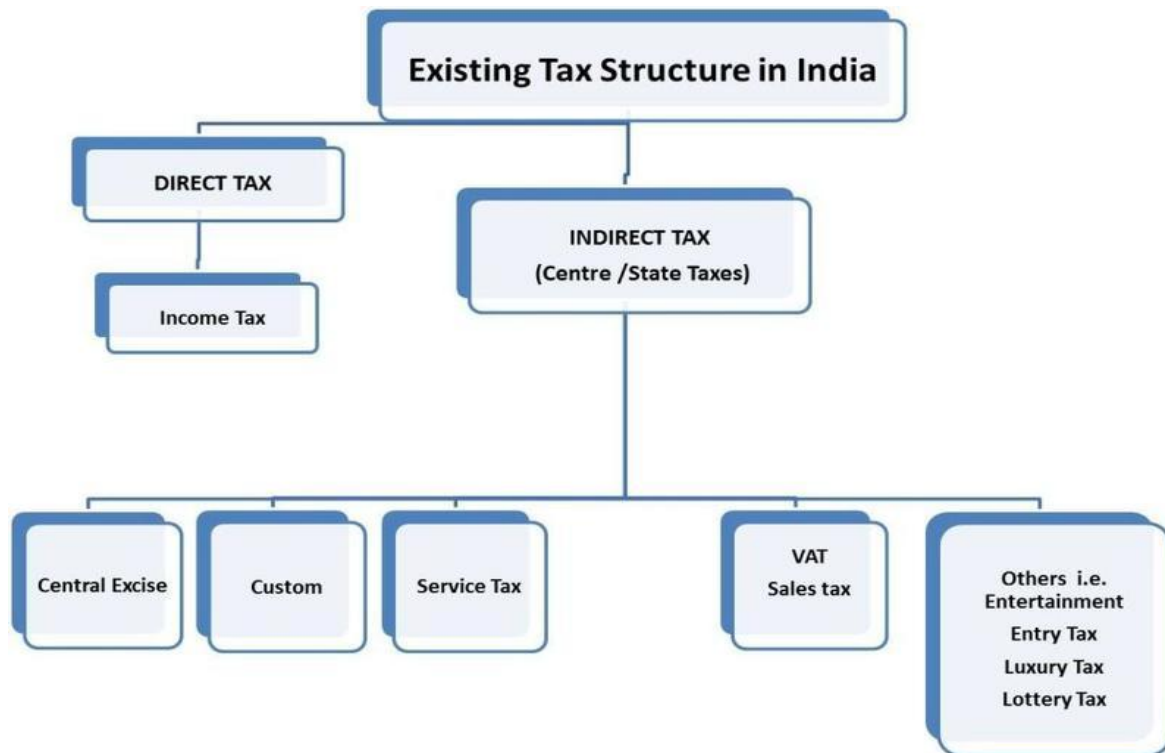 Existing Tax Structure in India
DIRECT TAX
INDIRECT TAX
(Centre /State Taxes)
Income Tax
Central Excise
Custom
Service Tax
VAT
Sales tax
Others i.e.
Entertainment
Entry Tax
Luxury Tax
Lottery Tax